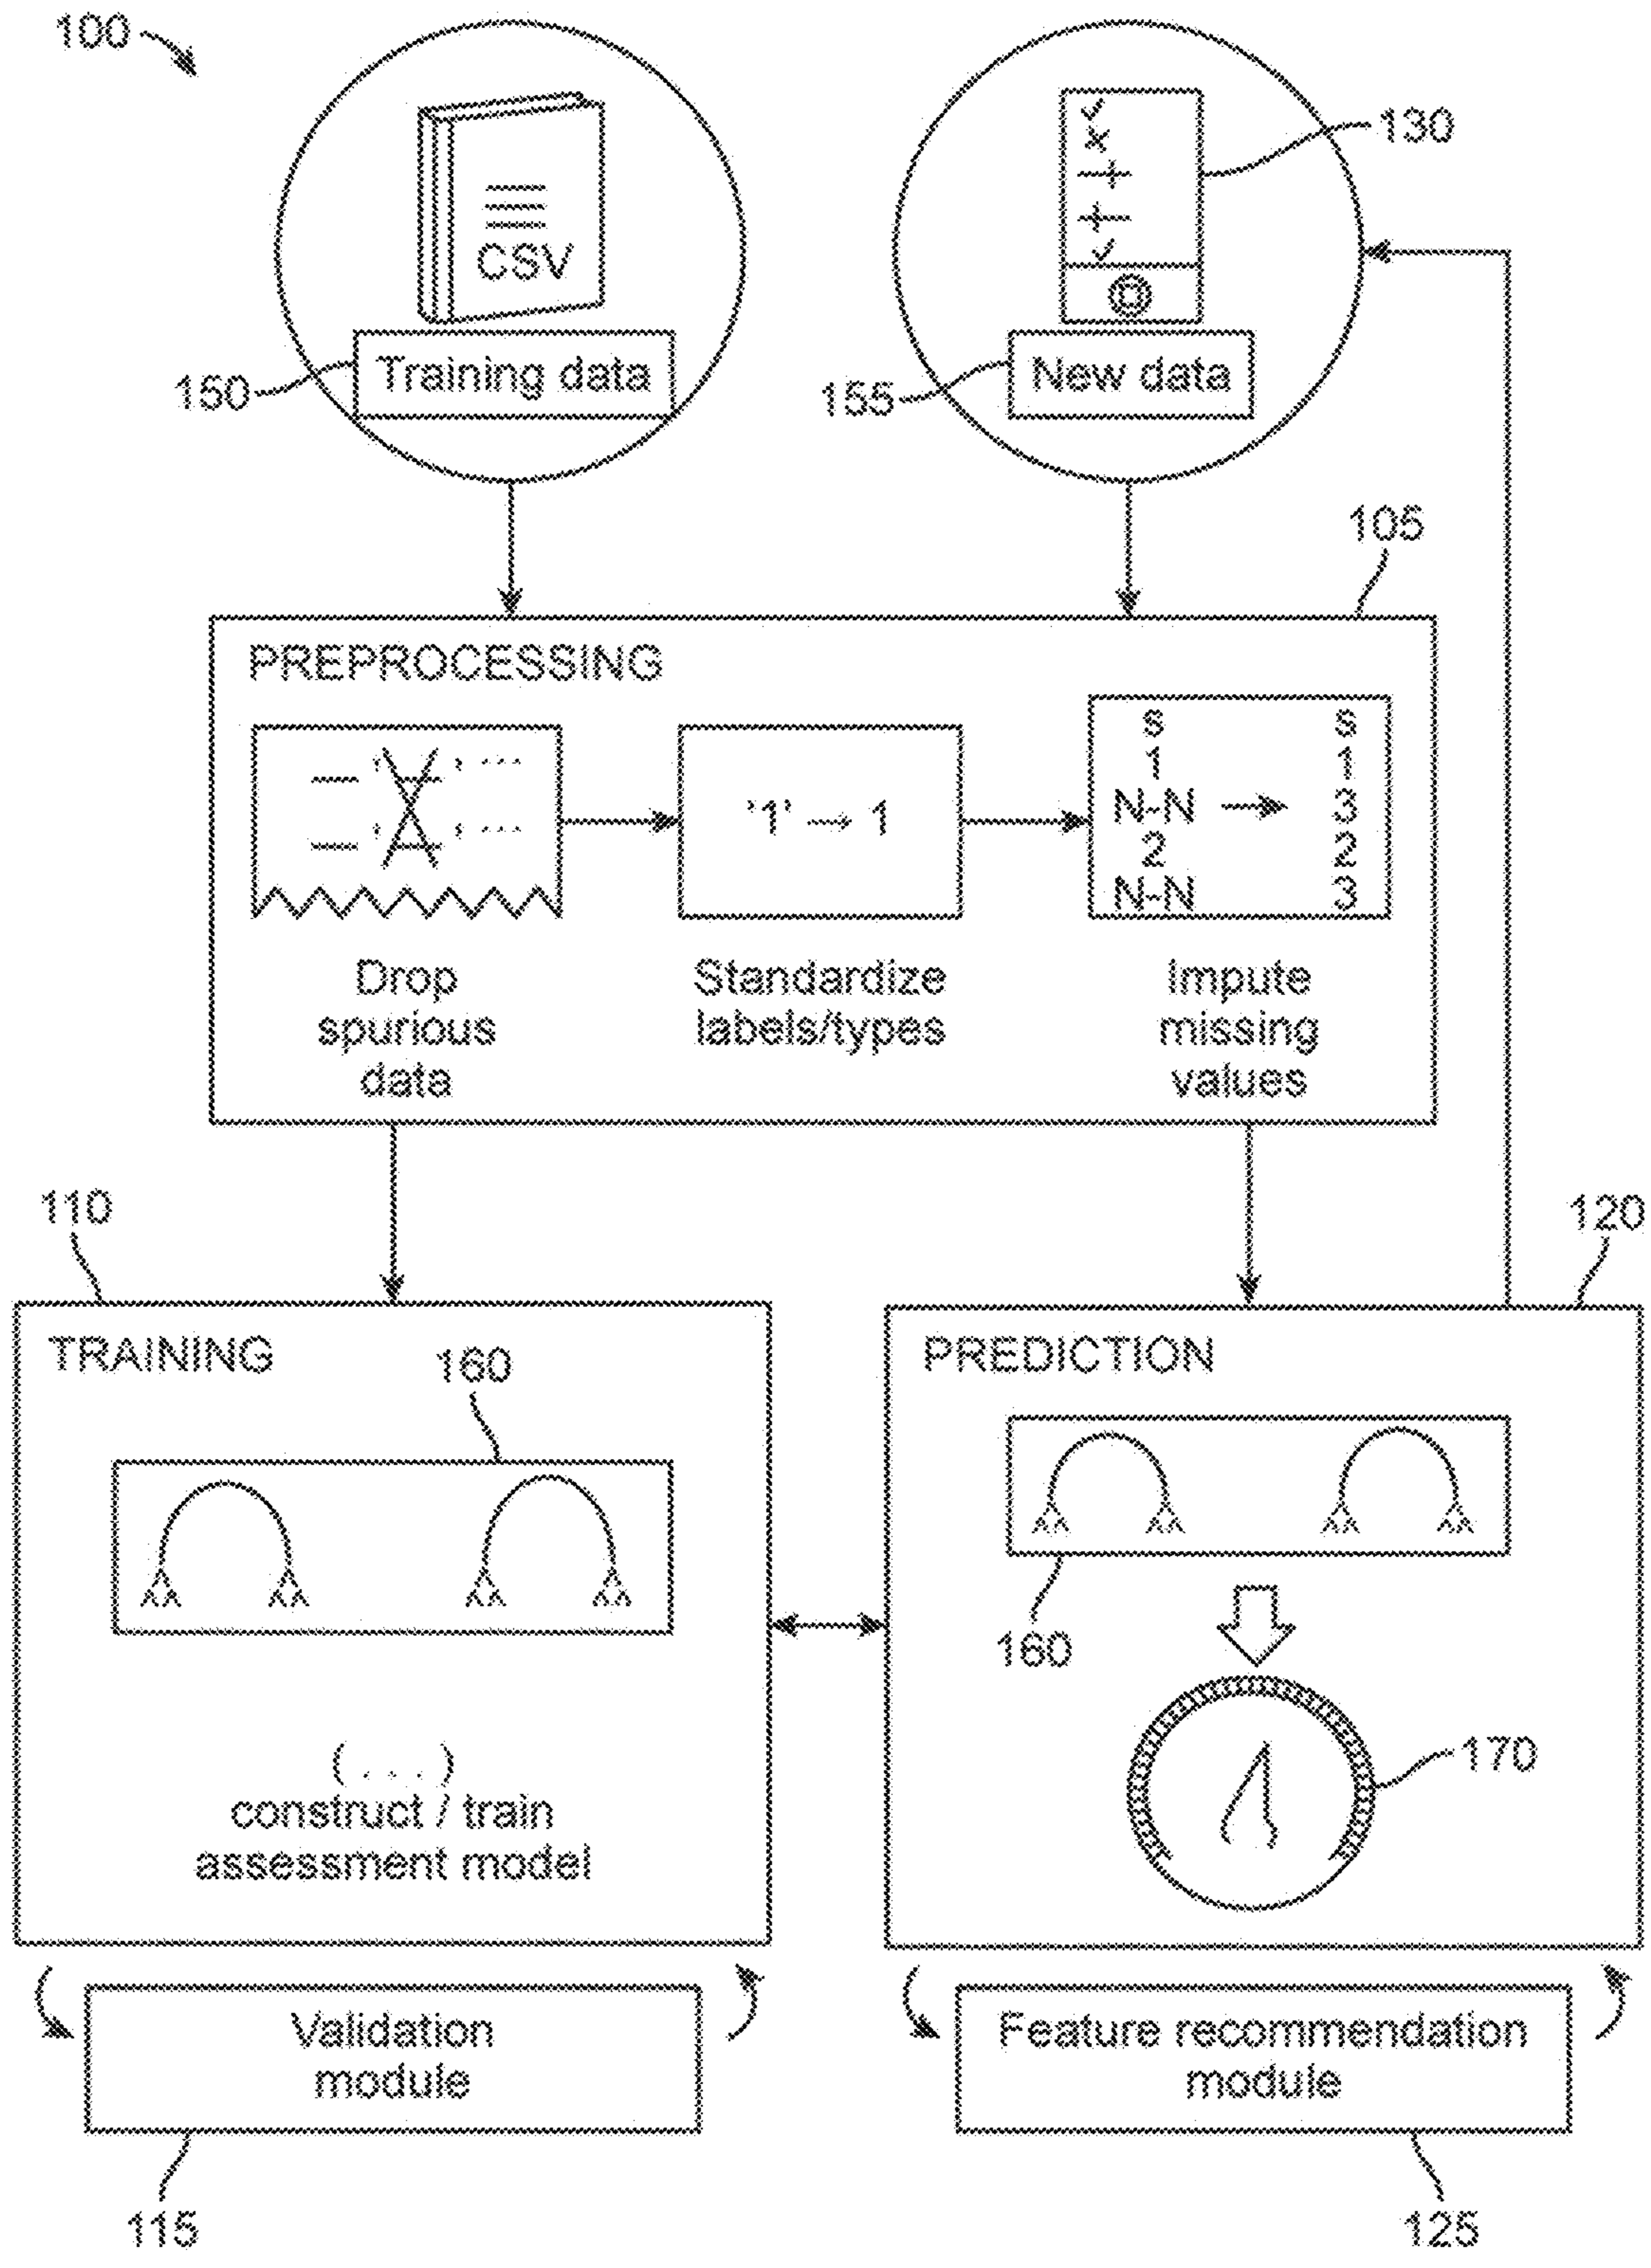 100
130
CSV
150
Training data
155
New data
105
PREPROCESSING
'1' → 1
S S
1 1
N-N → 3
2 2
N-N 3
Drop
spurious
data
Standardize
labels/types
Impute
missing
values
110
120
TRAINING
160
PREDICTION
160
170
(...)
construct / train
assessment model
Validation
module
Feature recommendation
module
115
125